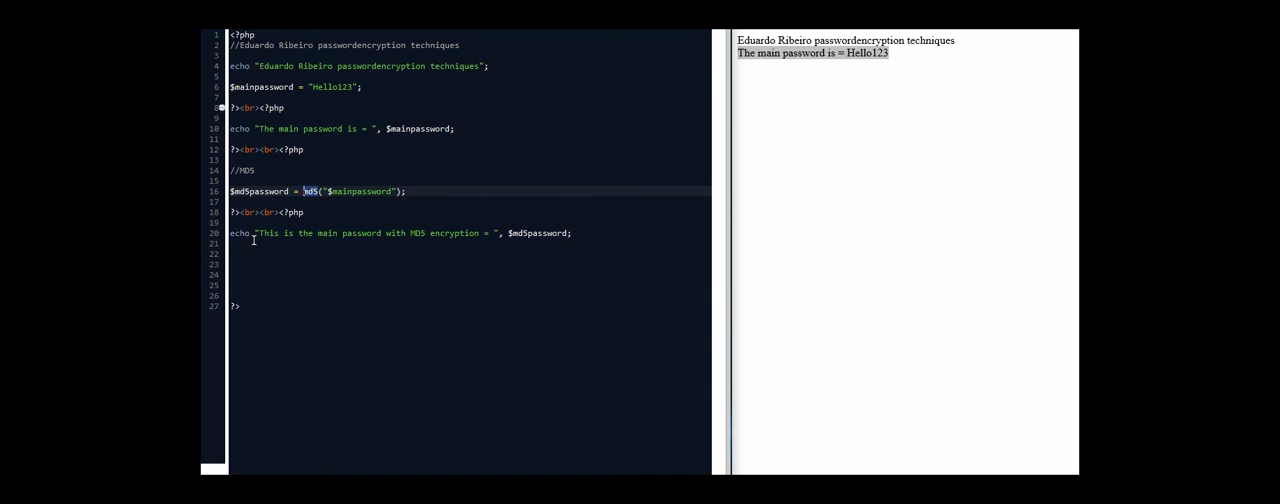 1 <?php
2 //Eduardo Ribeiro passwordencryption techniques
3
4 echo "Eduardo Ribeiro passwordencryption techniques";
5
6 $mainpassword = "Hello123";
7
8 ?><br><?php
9
10 echo "The main password is = ", $mainpassword;
11
12 ?><br><br><?php
13
14 //MD5
15
16 $md5password = md5("$mainpassword");
17
18 ?><br><br><?php
19
20 echo "This is the main password with MD5 encryption = ", $md5password;
21
22
23
24
25
26
27 ?>
Eduardo Ribeiro passwordencryption techniques
The main password is = Hello123